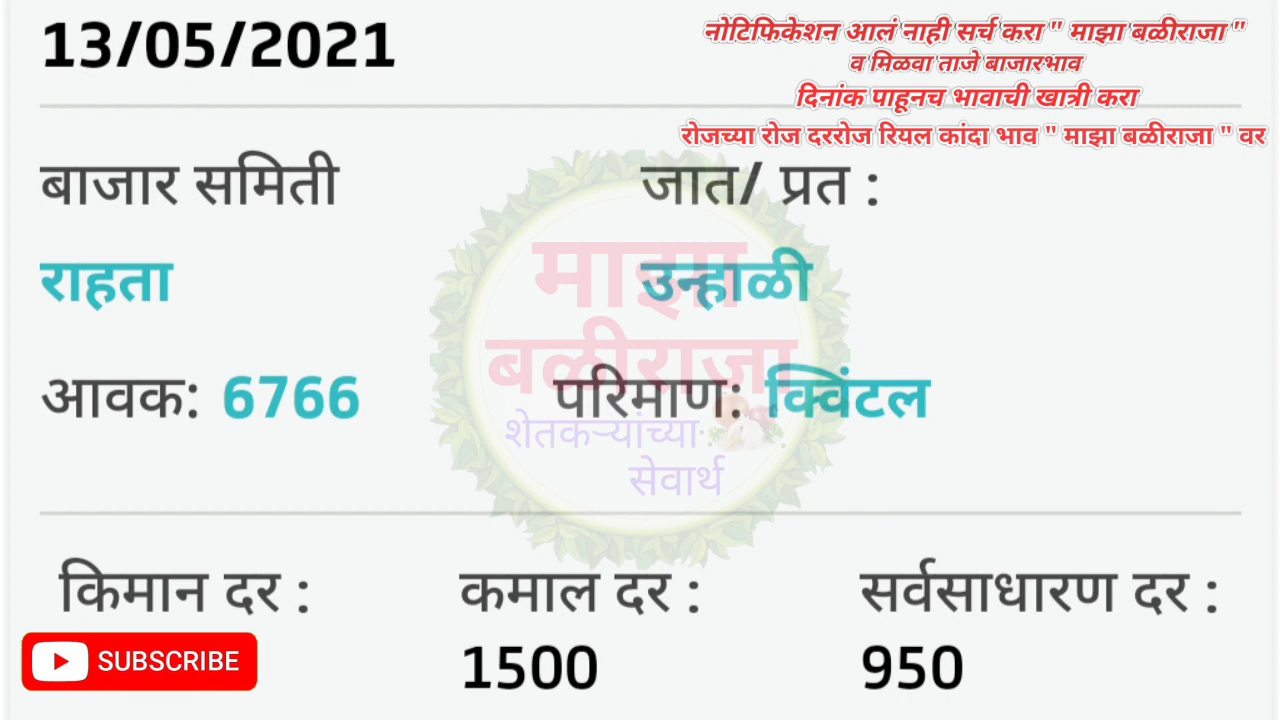 13/05/2021
नोटिफिकेशन आलं नाही सर्च करा " माझा बळीराजा "
व मिळवा ताजे बाजारभाव
दिनांक पाहूनच भावाची खात्री करा
रोजच्या रोज दररोज रियल कांदा भाव " माझा बळीराजा " वर
बाजार समिती जात/ प्रत :
राहता उन्हाळी
माझा
बळीराजा
शेतकऱ्यांच्या
सेवार्थ
आवक: 6766 परिमाण: क्विंटल
किमान दर : कमाल दर : सर्वसाधारण दर :
SUBSCRIBE 1500 950